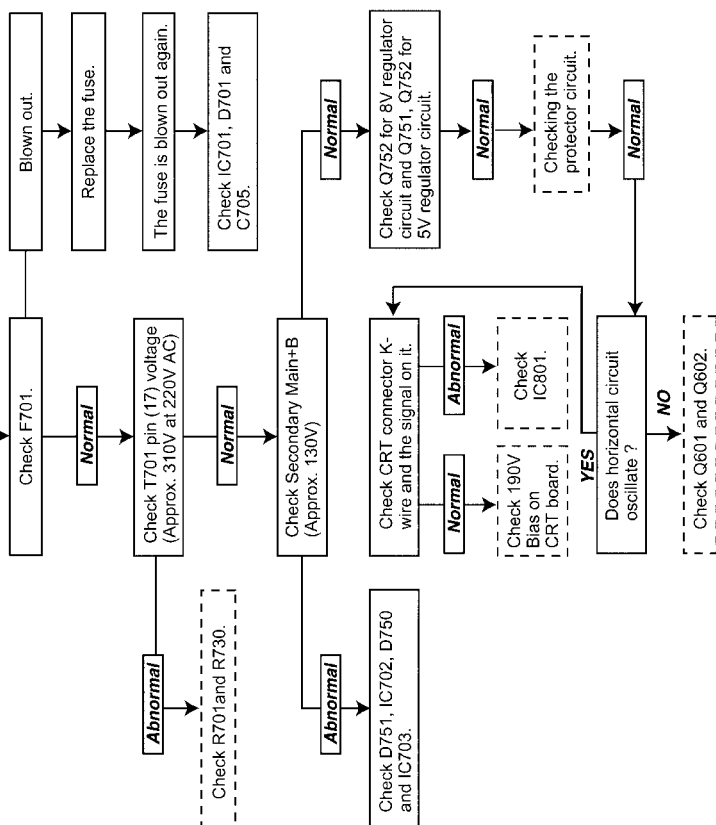 Check F701.
Blown out.
Replace the fuse.
The fuse is blown out again.
Check IC701, D701 and
C705.
Normal
Check T701 pin (17) voltage
(Approx. 310V at 220V AC)
Abnormal
Check R701and R730.
Normal
Check Secondary Main+B
(Approx. 130V)
Abnormal
Check D751, IC702, D750
and IC703.
Normal
Check Q752 for 8V regulator
circuit and Q751, Q752 for
5V regulator circuit.
Normal
Checking the
protector circuit.
Normal
Does horizontal circuit
oscillate ?
YES
Check CRT connector K-
wire and the signal on it.
Normal
Check 190V
Bias on
CRT board.
Abnormal
Check
IC801.
NO
Check Q601 and Q602.